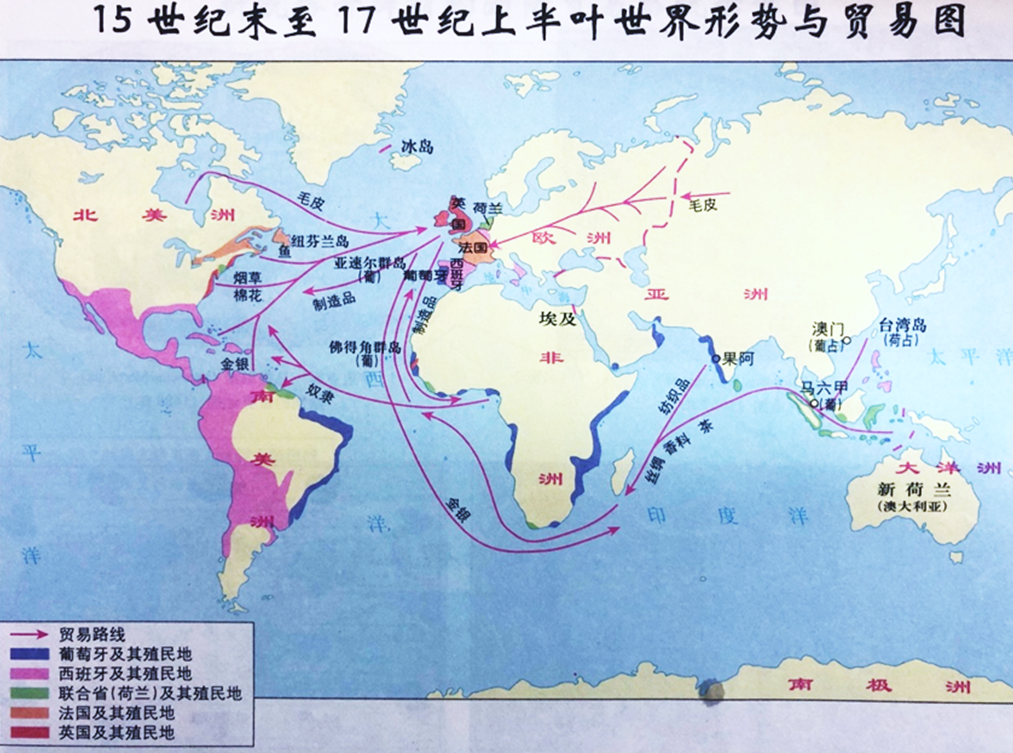 15世纪末至17世纪上半叶世界形势与贸易图
冰岛
毛皮
北美洲
大
英国
荷兰
毛皮
纽芬兰岛
鱼
法国
欧洲
亚速尔群岛
(葡)
葡萄牙
西班牙
烟草
棉花
制造品
制造品
地中海
亚洲
埃及
澳门
(葡占)
台湾岛
(荷占)
太平洋
佛得角群岛
(葡)
金银
西
非
果阿
太
奴隶
南
纺织品
马六甲
(葡)
美
丝绸 香料 茶
平
洲
大洋洲
新荷兰
(澳大利亚)
洲
金银
洋
印度洋
洋
贸易路线
葡萄牙及其殖民地
西班牙及其殖民地
联合省(荷兰)及其殖民地
法国及其殖民地
英国及其殖民地
南极洲